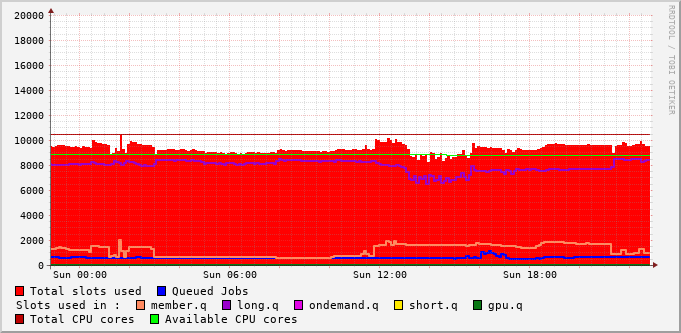 20000
18000
16000
14000
12000
10000
8000
6000
4000
2000
0
Sun 00:00 Sun 06:00 Sun 12:00 Sun 18:00
Total slots used Queued Jobs
Slots used in : member.q long.q ondemand.q short.q gpu.q
Total CPU cores Available CPU cores
RRDTOOL / TOBI OETIKER